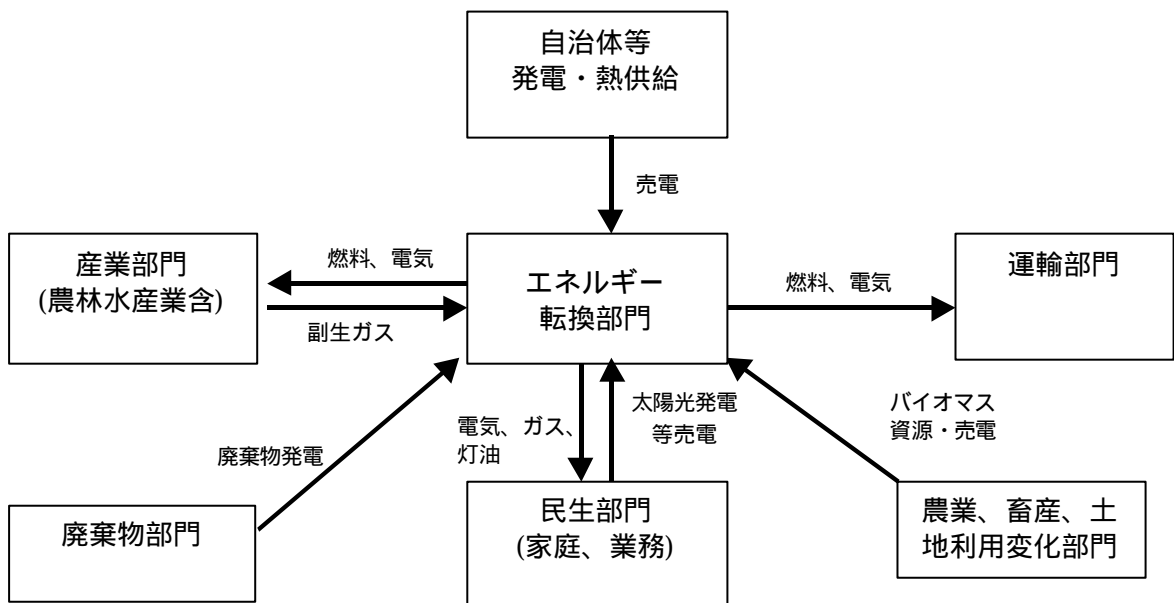 自治体等
発電・熱供給
売電
産業部門
(農林水産業含)
燃料、電気
副生ガス
エネルギー
転換部門
燃料、電気
運輸部門
廃棄物発電
電気、ガス、
灯油
太陽光発電
等売電
バイオマス
資源・売電
廃棄物部門
民生部門
(家庭、業務)
農業、畜産、土
地利用変化部門